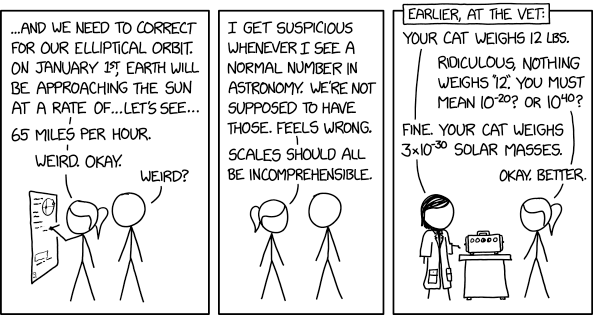 ...AND WE NEED TO CORRECT
FOR OUR ELLIPTICAL ORBIT.
ON JANUARY 1ST, EARTH WILL
BE APPROACHING THE SUN
AT A RATE OF...LET'S SEE...
65 MILES PER HOUR.
WEIRD. OKAY.
WEIRD?
I GET SUSPICIOUS
WHENEVER I SEE A
NORMAL NUMBER IN
ASTRONOMY. WE'RE NOT
SUPPOSED TO HAVE
THOSE. FEELS WRONG.
SCALES SHOULD ALL
BE INCOMPREHENSIBLE.
EARLIER, AT THE VET:
YOUR CAT WEIGHS 12 LBS.
RIDICULOUS, NOTHING
WEIGHS "12". YOU MUST
MEAN 10⁻²⁰? OR 10⁴⁰?
FINE. YOUR CAT WEIGHS
3×10⁻³⁰ SOLAR MASSES.
OKAY. BETTER.